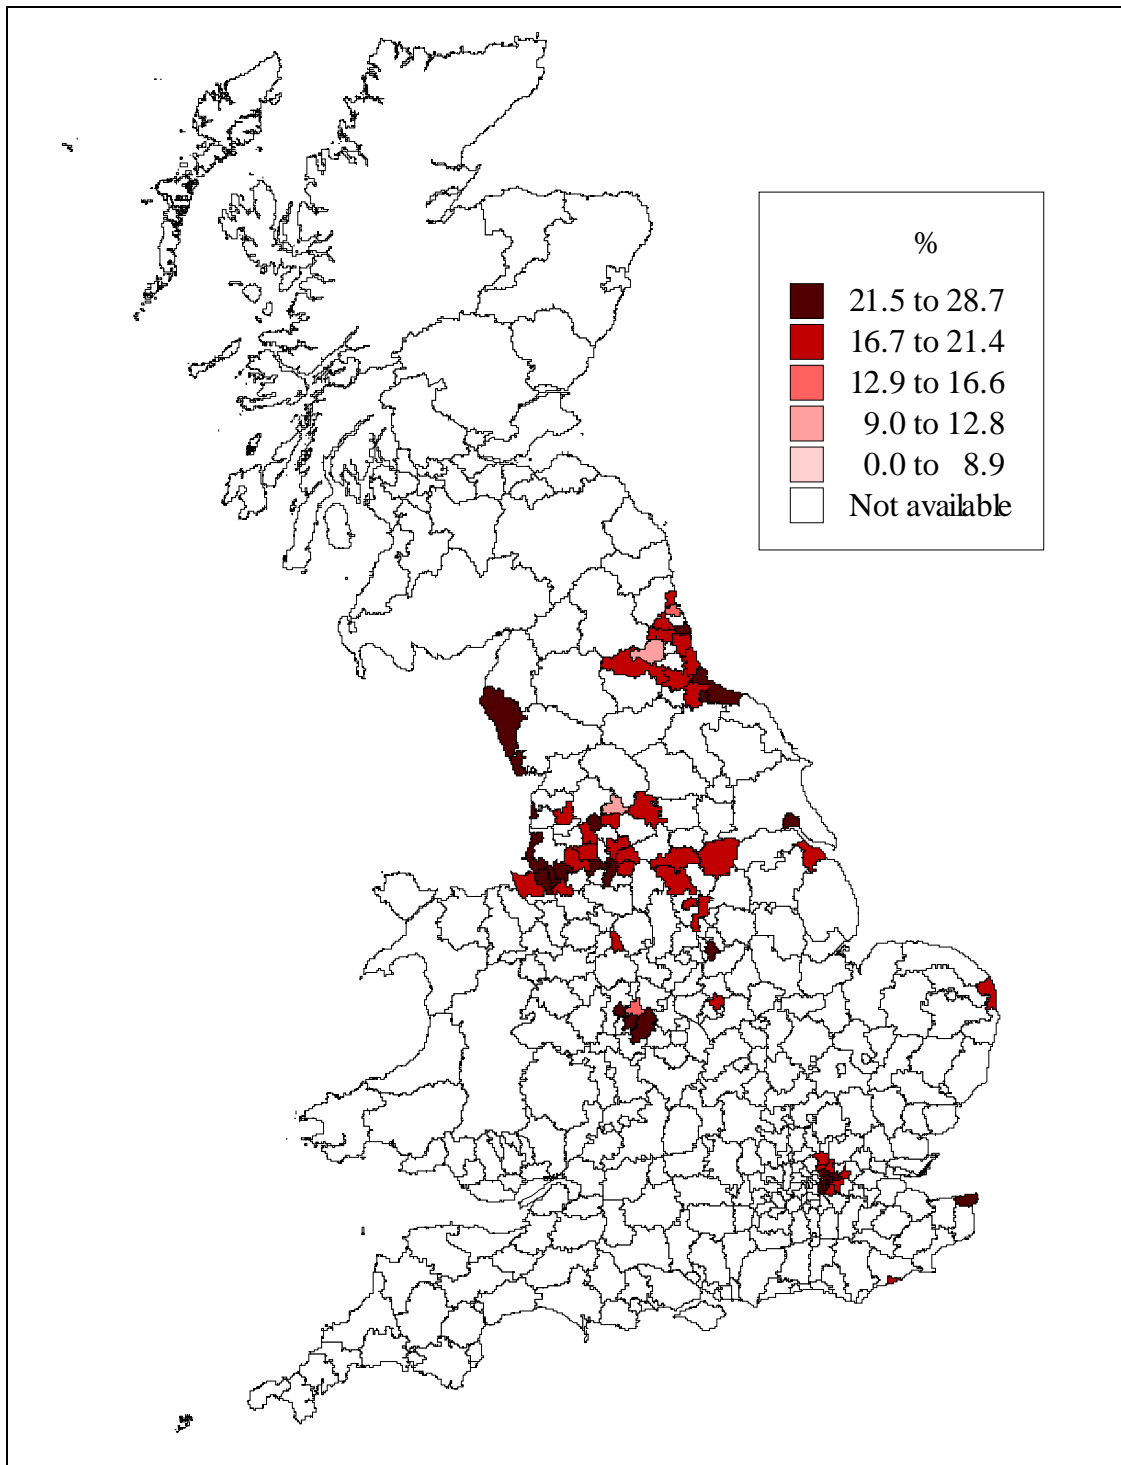 %
21.5 to 28.7
16.7 to 21.4
12.9 to 16.6
9.0 to 12.8
0.0 to 8.9
Not available